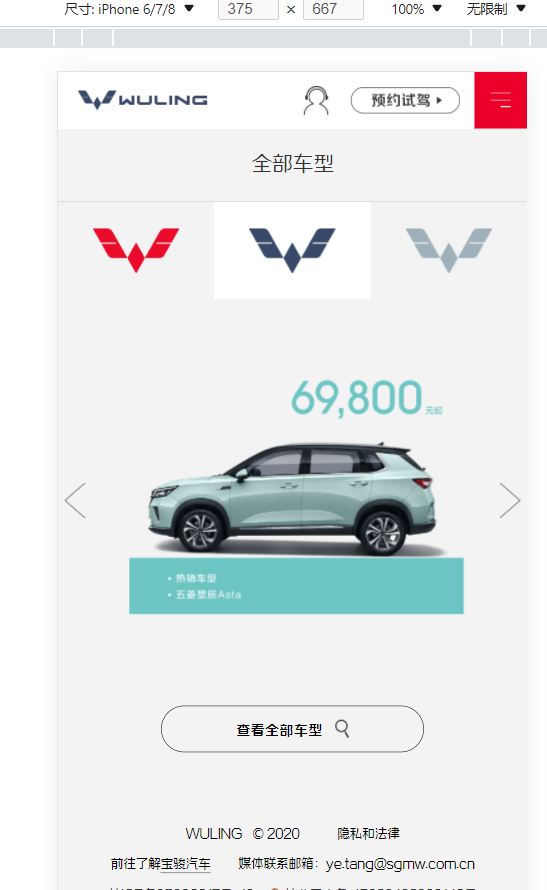 尺寸: iPhone 6/7/8 ▼ 375 × 667 100% ▼ 无限制 ▼
WULING 预约试驾
全部车型
69,800 元起
• 热销车型
• 五菱星辰Asta
查看全部车型
WULING © 2020 隐私和法律
前往了解宝骏汽车 媒体联系邮箱：ye.tang@sgmw.com.cn